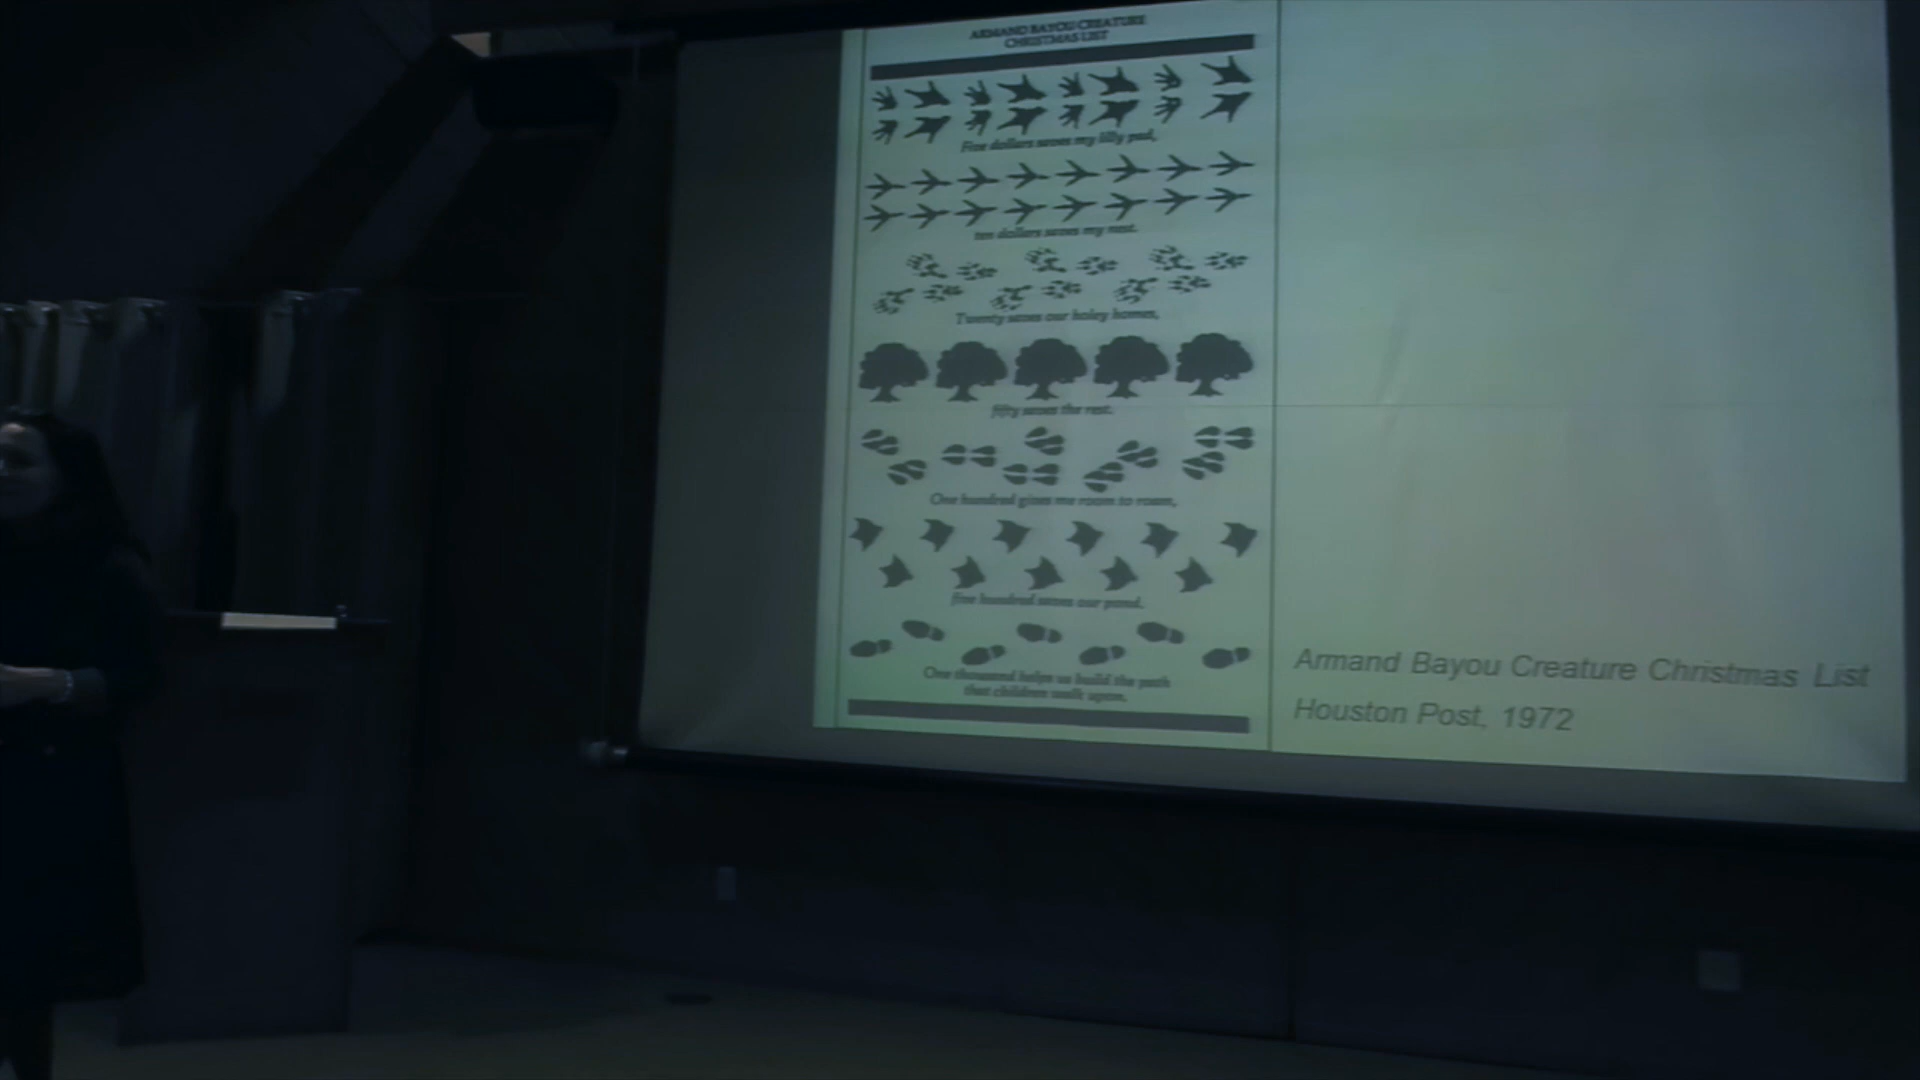 ARMAND BAYOU CREATURE
CHRISTMAS LIST
Five dollars saves my lilly pad,
ten dollars saves my nest.
Twenty saves our holey homes,
fifty saves the rest.
One hundred gives me room to roam,
five hundred saves our pond.
One thousand helps us build the path
that children walk upon.
Armand Bayou Creature Christmas List
Houston Post, 1972